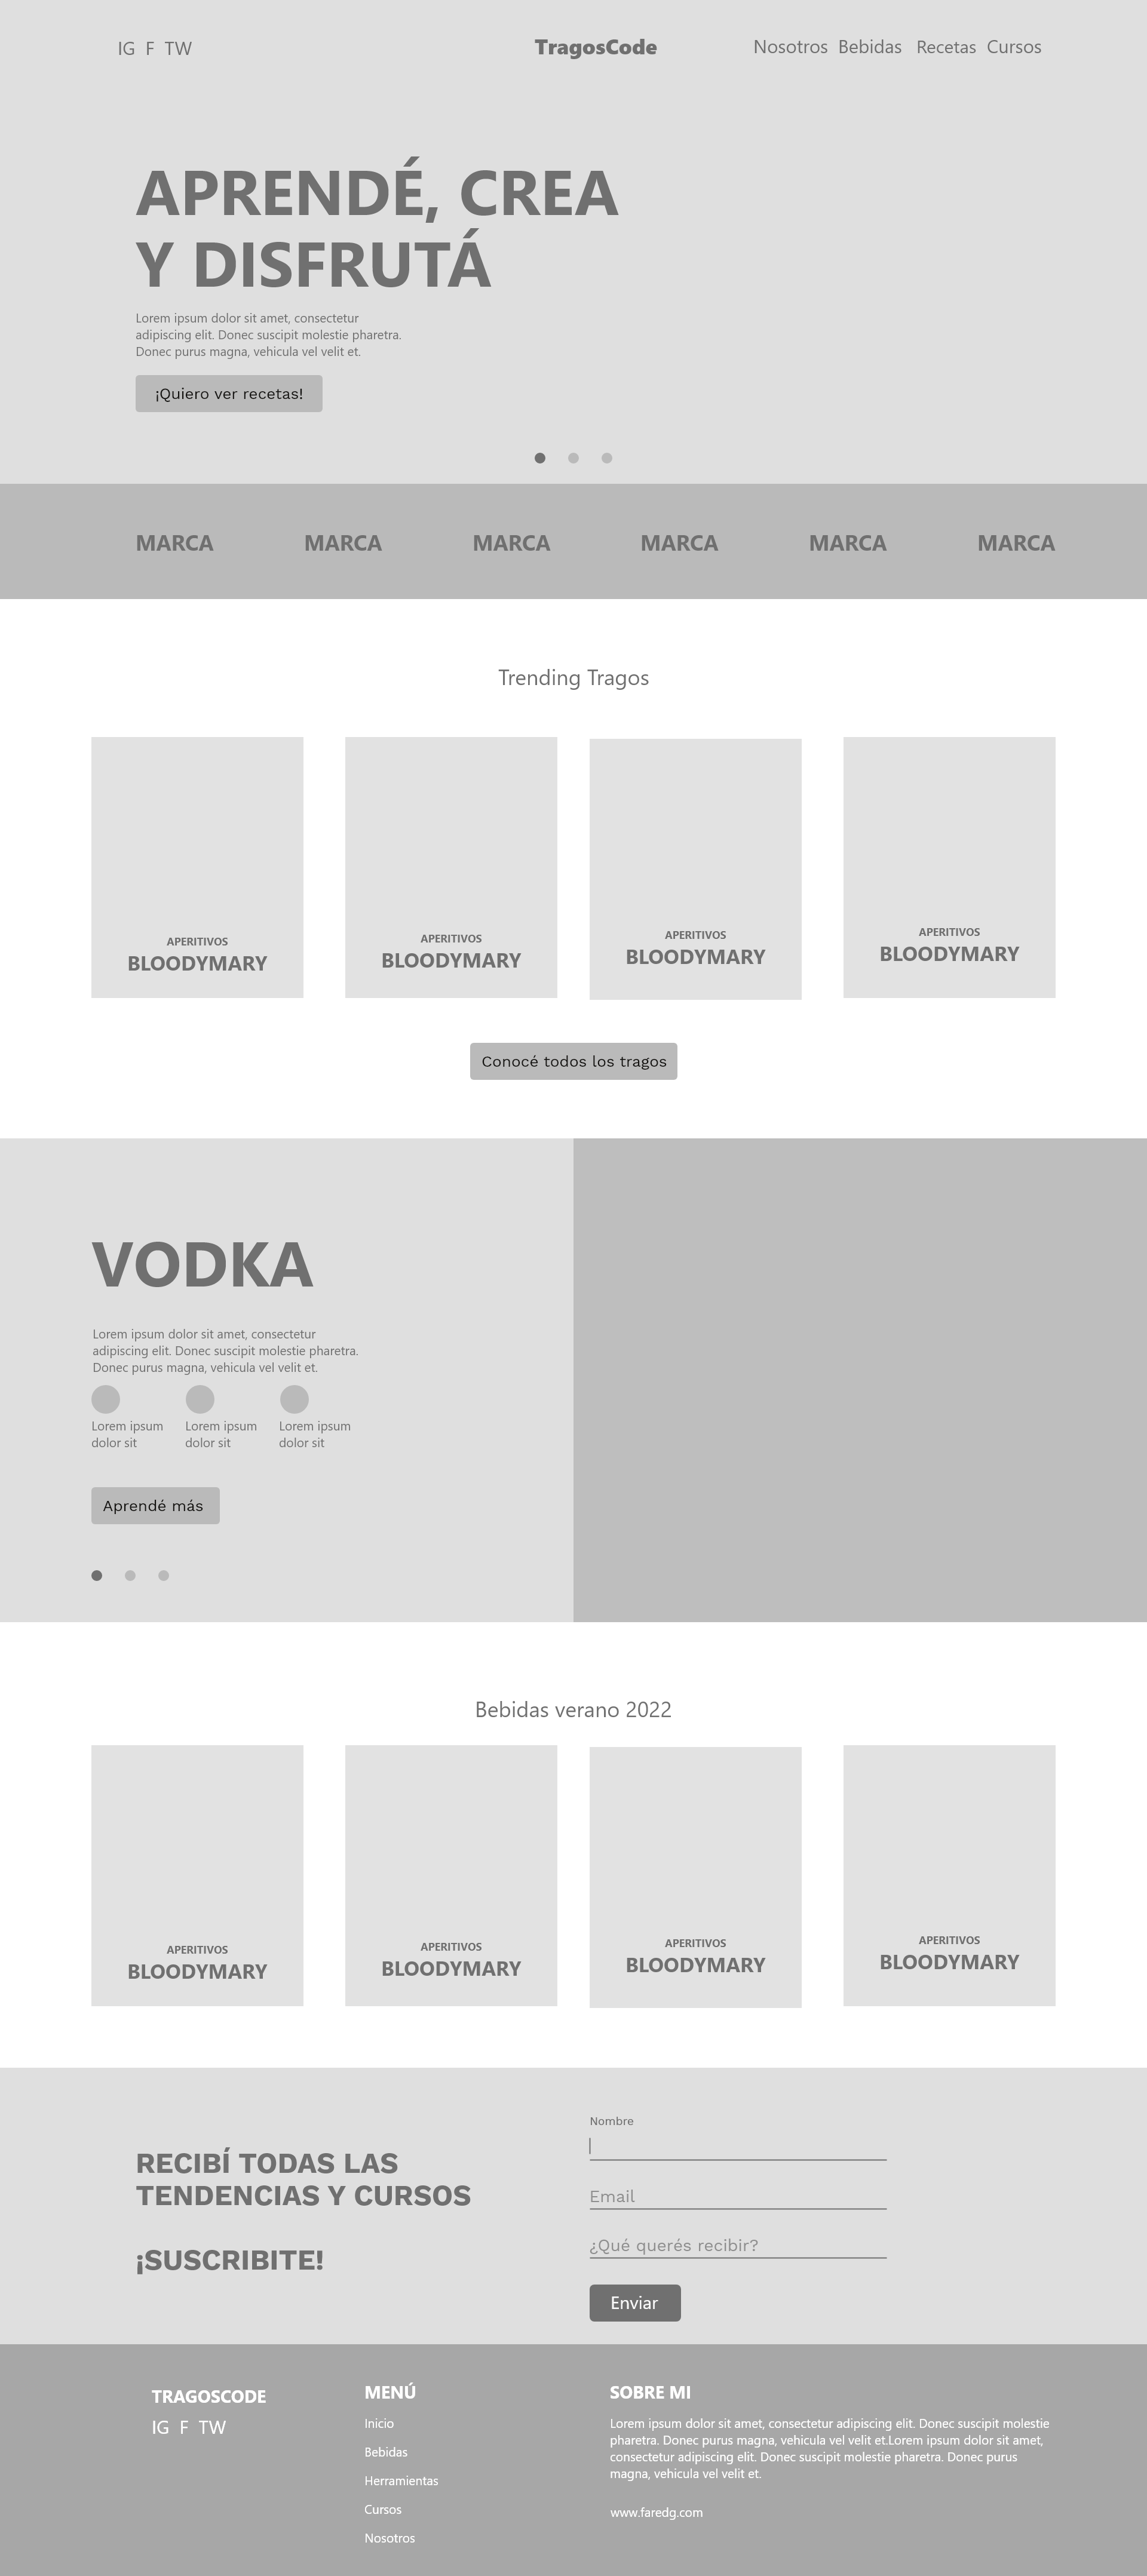 IG F TW
TragosCode
Nosotros Bebidas Recetas Cursos
APRENDÉ, CREA
Y DISFRUTÁ
Lorem ipsum dolor sit amet, consectetur
adipiscing elit. Donec suscipit molestie pharetra.
Donec purus magna, vehicula vel velit et.
¡Quiero ver recetas!
MARCA MARCA MARCA MARCA MARCA MARCA
Trending Tragos
APERITIVOS
BLOODYMARY
APERITIVOS
BLOODYMARY
APERITIVOS
BLOODYMARY
APERITIVOS
BLOODYMARY
Conocé todos los tragos
VODKA
Lorem ipsum dolor sit amet, consectetur
adipiscing elit. Donec suscipit molestie pharetra.
Donec purus magna, vehicula vel velit et.
Lorem ipsum
dolor sit
Lorem ipsum
dolor sit
Lorem ipsum
dolor sit
Aprendé más
Bebidas verano 2022
APERITIVOS
BLOODYMARY
APERITIVOS
BLOODYMARY
APERITIVOS
BLOODYMARY
APERITIVOS
BLOODYMARY
RECIBÍ TODAS LAS
TENDENCIAS Y CURSOS
¡SUSCRIBITE!
Nombre
Email
¿Qué querés recibir?
Enviar
TRAGOSCODE
IG F TW
MENÚ
Inicio
Bebidas
Herramientas
Cursos
Nosotros
SOBRE MI
Lorem ipsum dolor sit amet, consectetur adipiscing elit. Donec suscipit molestie
pharetra. Donec purus magna, vehicula vel velit et.Lorem ipsum dolor sit amet,
consectetur adipiscing elit. Donec suscipit molestie pharetra. Donec purus
magna, vehicula vel velit et.
www.faredg.com